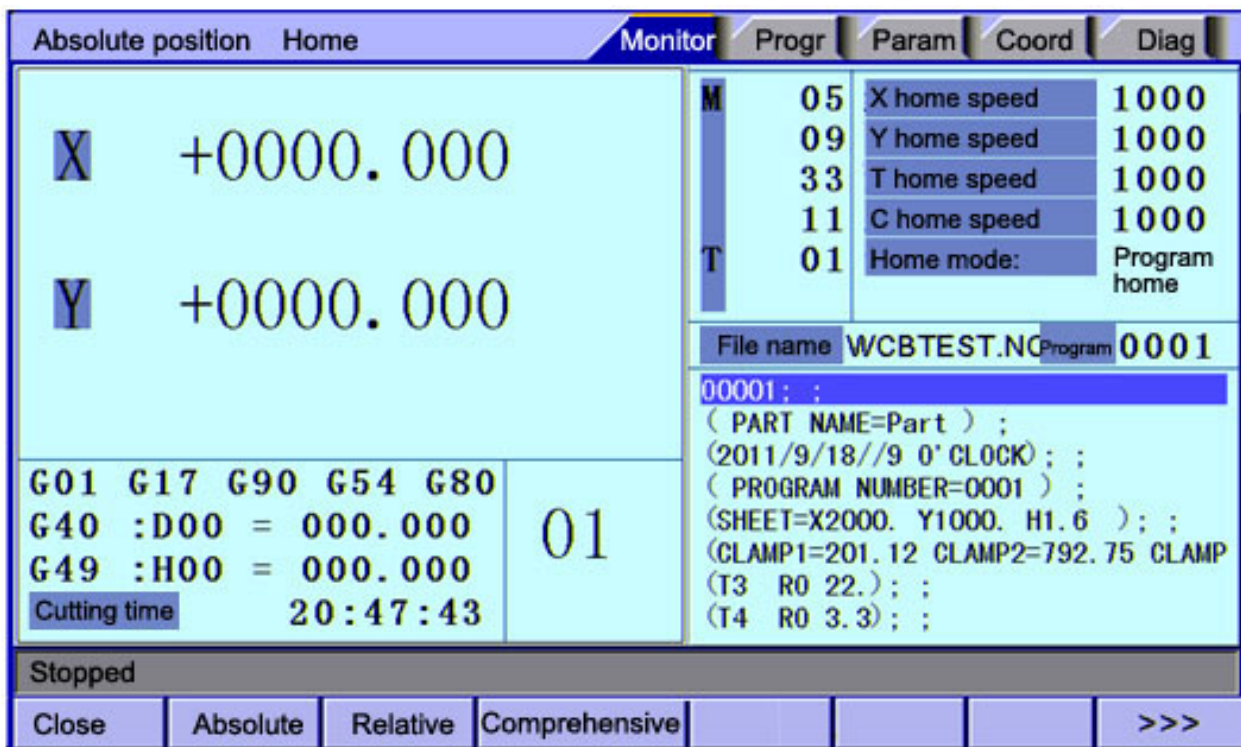 Absolute position Home Monitor Progr Param Coord Diag
X +0000.000
Y +0000.000
G01 G17 G90 G54 G80
G40 :D00 = 000.000
G49 :H00 = 000.000
Cutting time 20:47:43
01
M 05 X home speed 1000
09 Y home speed 1000
33 T home speed 1000
11 C home speed 1000
T 01 Home mode: Program home
File name WCBTEST.NC Program 0001
00001; ;
( PART NAME=Part ) ;
(2011/9/18//9 0'CLOCK); ;
( PROGRAM NUMBER=0001 ) ;
(SHEET=X2000. Y1000. H1.6 ); ;
(CLAMP1=201.12 CLAMP2=792.75 CLAMP
(T3 R0 22.); ;
(T4 R0 3.3); ;
Stopped
Close Absolute Relative Comprehensive >>>